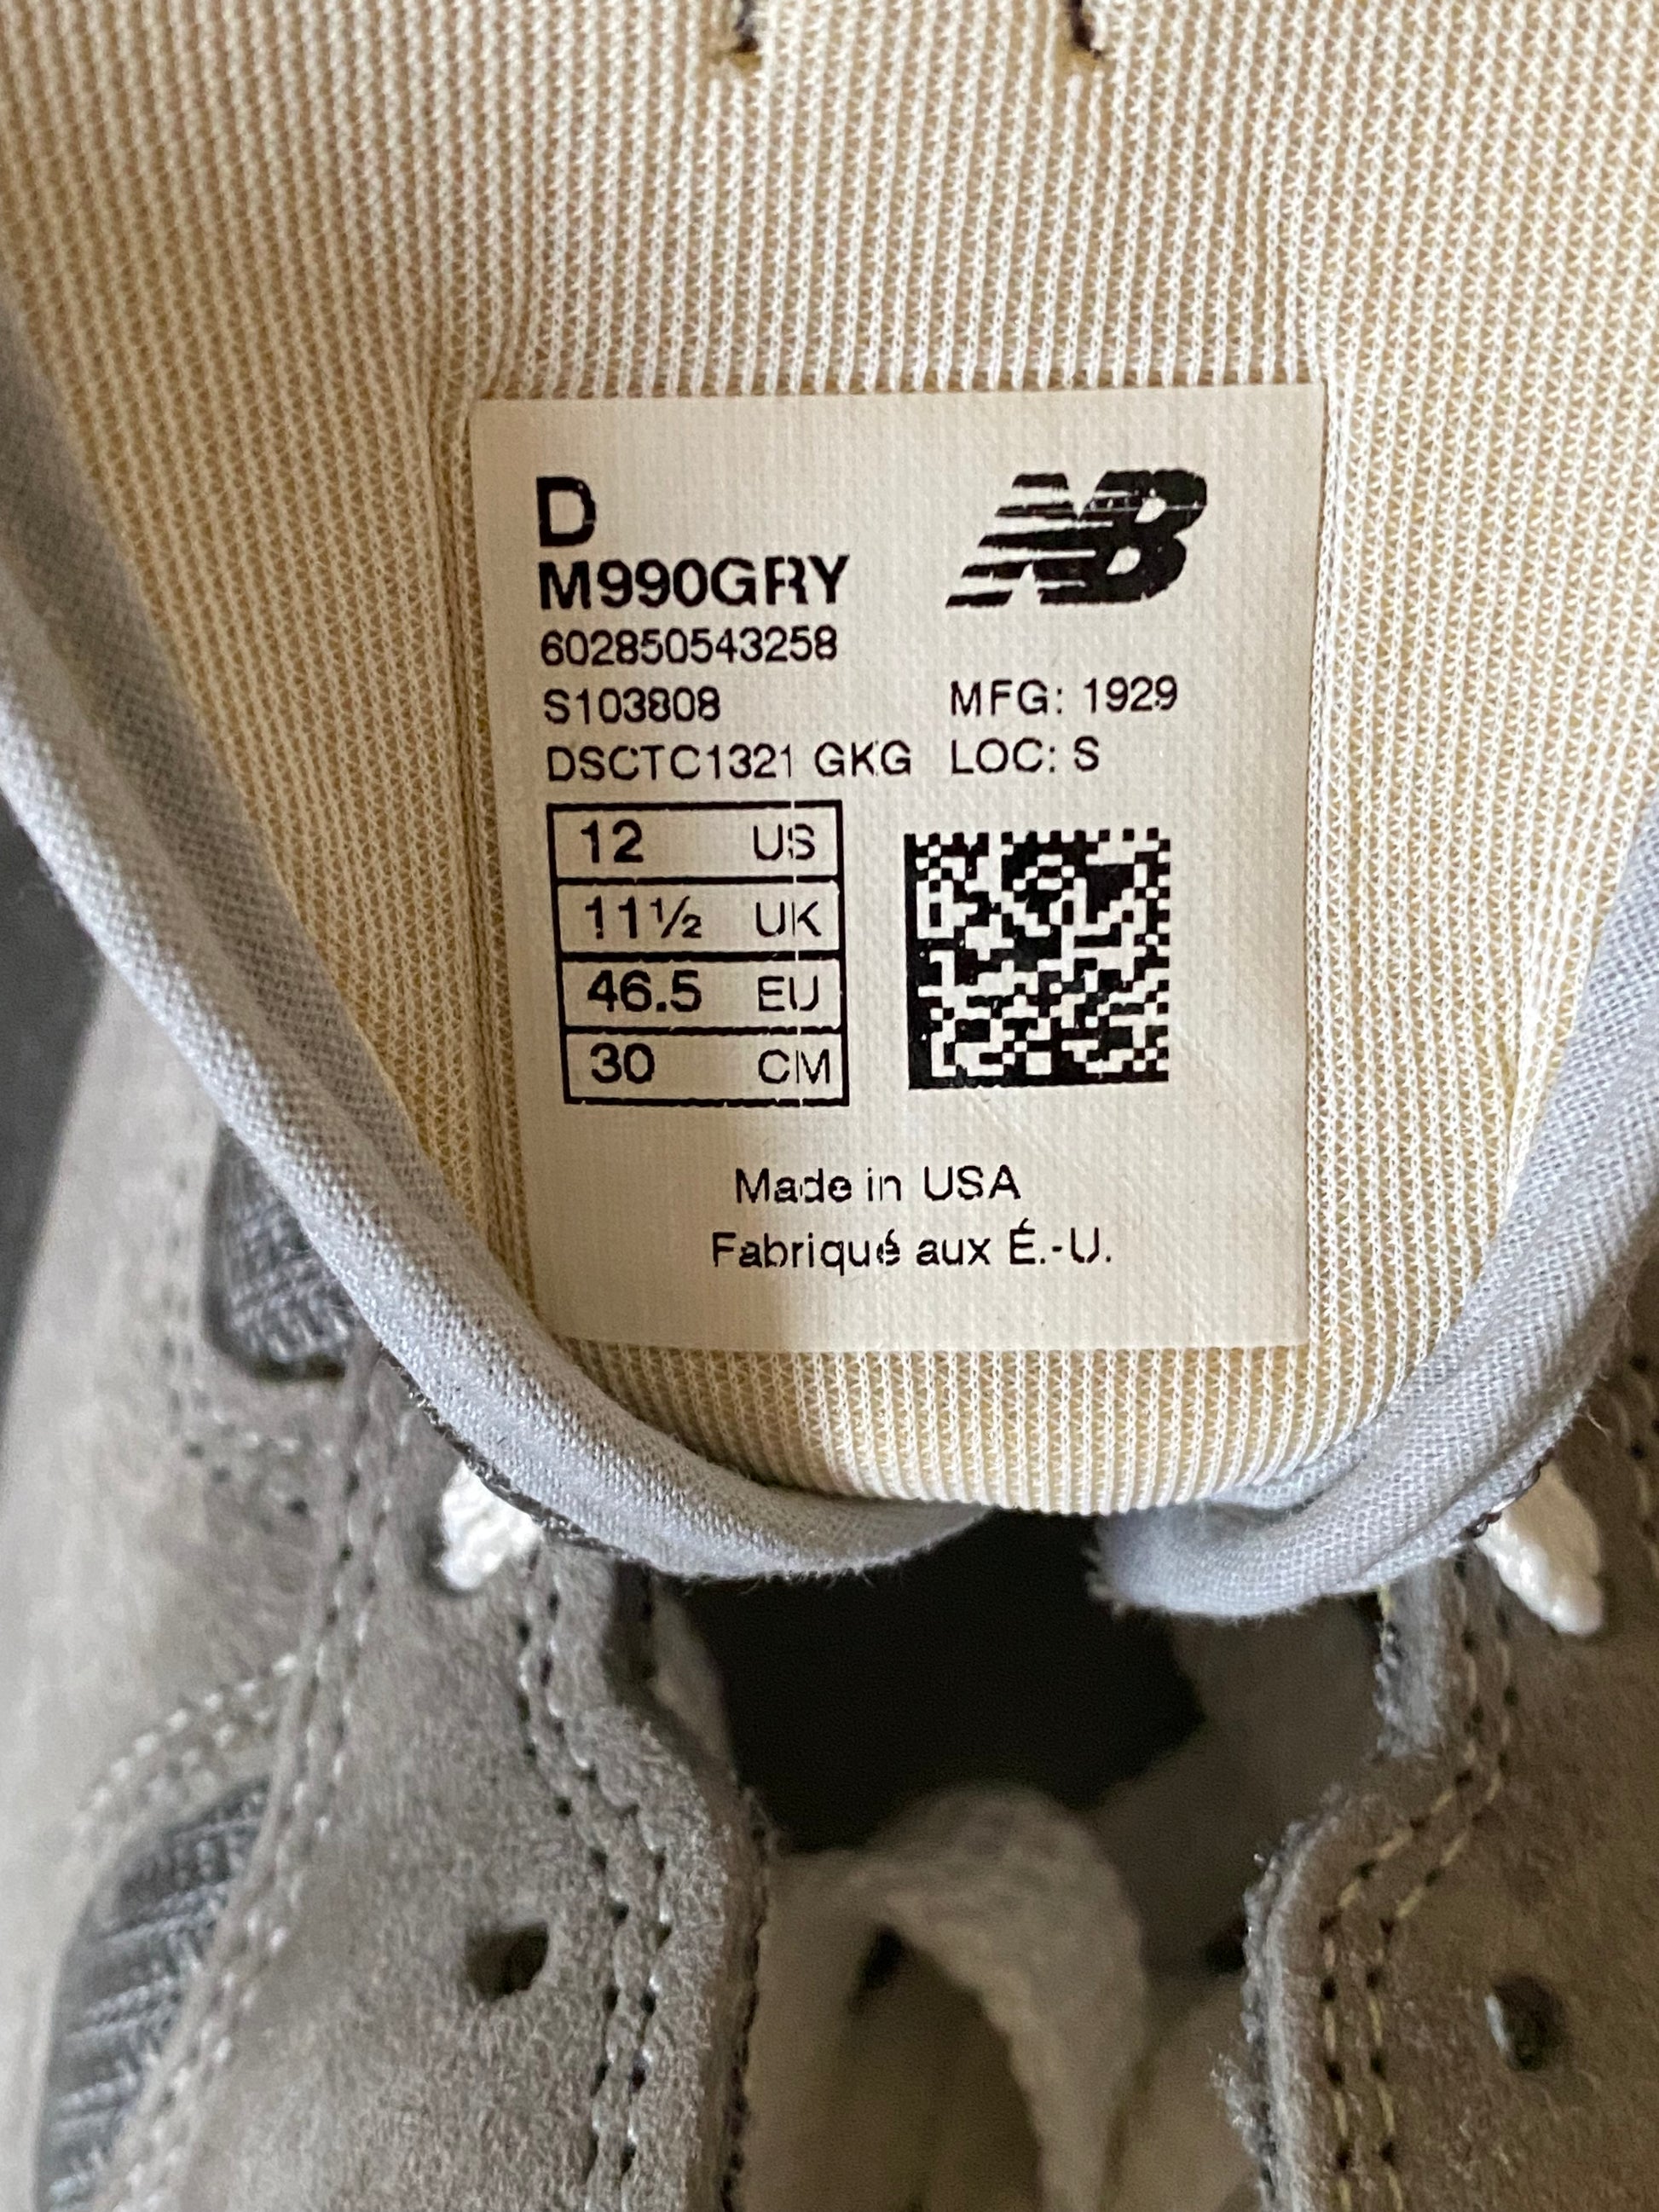 D
NB
M990GRY
602850543258
S103808
MFG: 1929
DSCTC1321 GKG
LOC: S
12 US
11½ UK
46.5 EU
30 CM
Made in USA
Fabriqué aux É.-U.